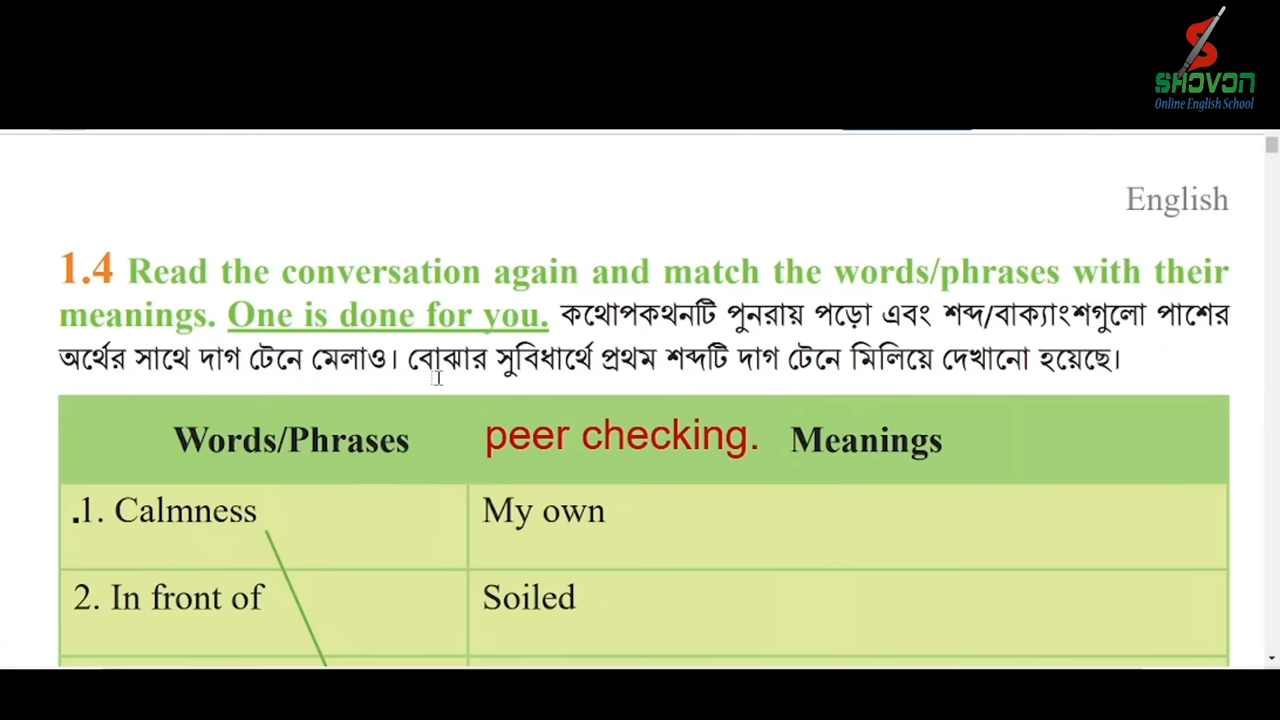 SHOVON
Online English School
English
1.4 Read the conversation again and match the words/phrases with their
meanings. One is done for you. কথোপকথনটি পুনরায় পড়ো এবং শব্দ/বাক্যাংশগুলো পাশের
অর্থের সাথে দাগ টেনে মেলাও। বোঝার সুবিধার্থে প্রথম শব্দটি দাগ টেনে মিলিয়ে দেখানো হয়েছে।
Words/Phrases peer checking. Meanings
.1. Calmness My own
2. In front of Soiled